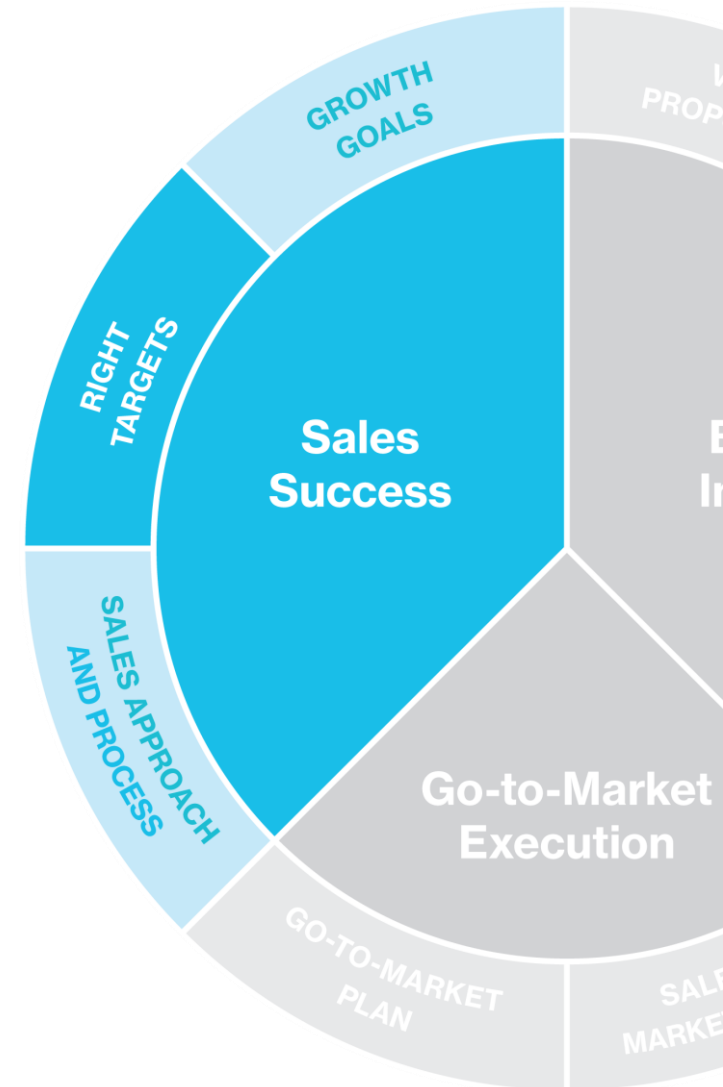 GROWTH
GOALS
RIGHT
TARGETS
Sales
Success
SALES APPROACH
AND PROCESS
Go-to-Market
Execution
GO-TO-MARKET
PLAN